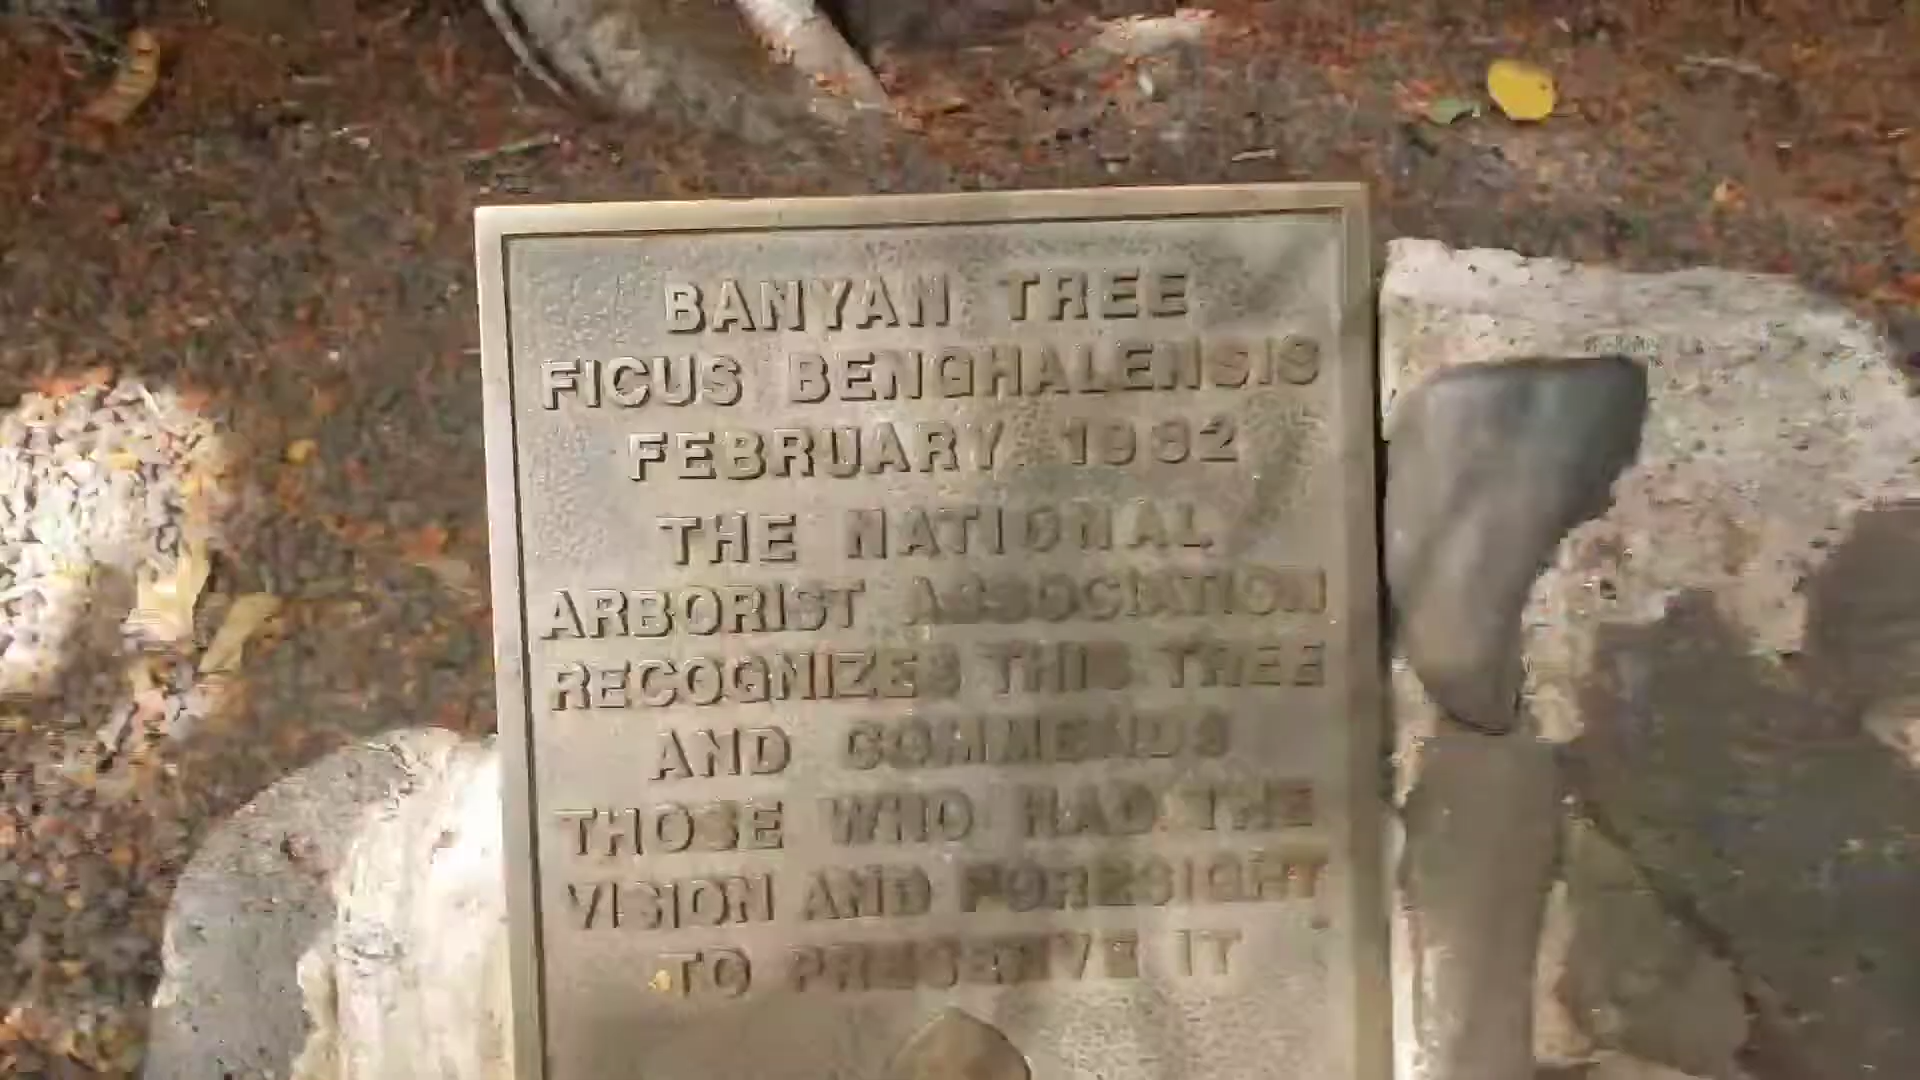 BANYAN TREE
FICUS BENGHALENSIS
FEBRUARY 1982
THE NATIONAL
ARBORIST ASSOCIATION
RECOGNIZES THIS TREE
AND COMMENDS
THOSE WHO HAD THE
VISION AND FORESIGHT
TO PRESERVE IT